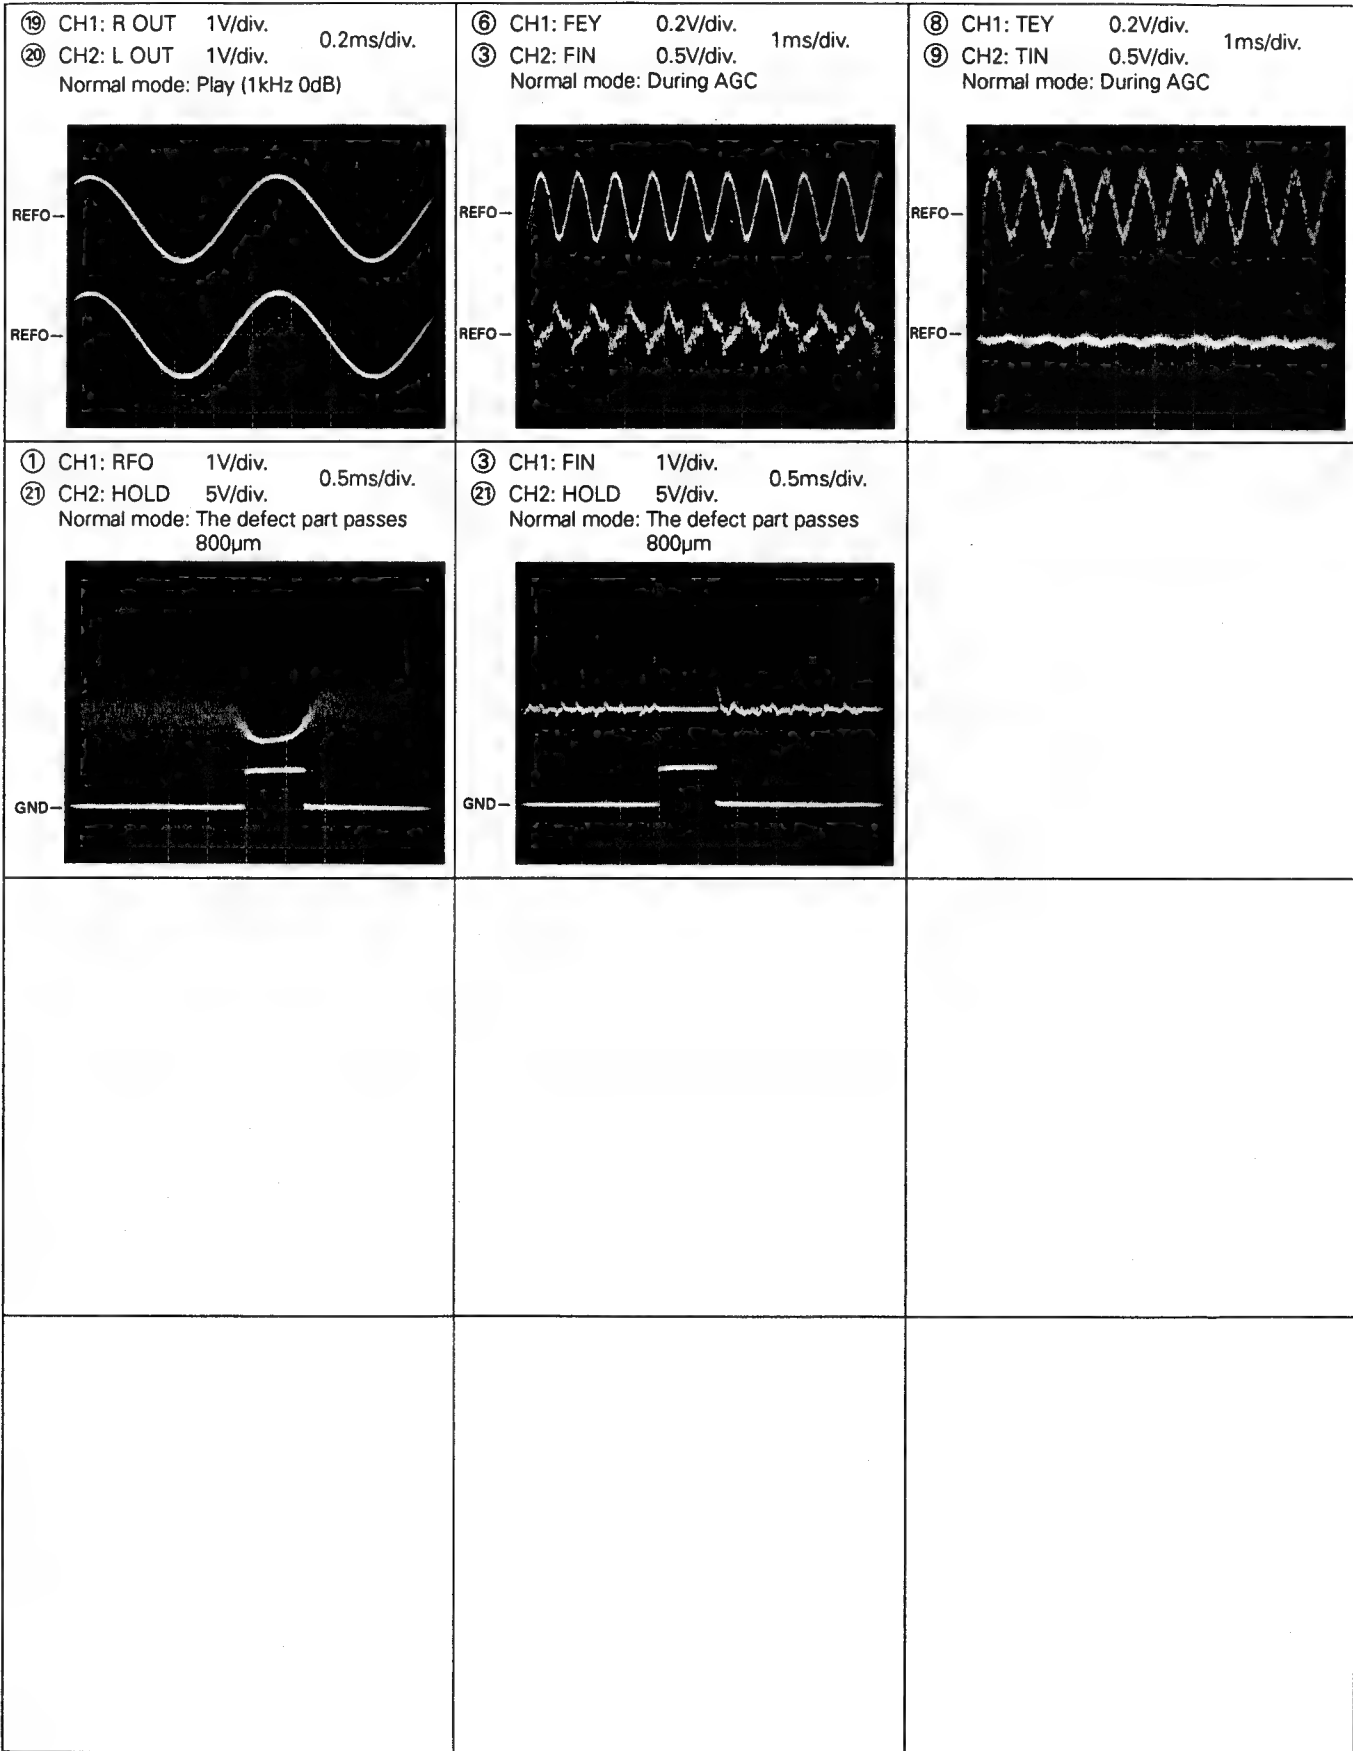 ⑲ CH1: R OUT 1V/div. 0.2ms/div.
⑳ CH2: L OUT 1V/div.
Normal mode: Play (1kHz 0dB)
REFO
REFO
⑥ CH1: FEY 0.2V/div. 1ms/div.
③ CH2: FIN 0.5V/div.
Normal mode: During AGC
REFO
REFO
⑧ CH1: TEY 0.2V/div. 1ms/div.
⑨ CH2: TIN 0.5V/div.
Normal mode: During AGC
REFO
REFO
① CH1: RFO 1V/div. 0.5ms/div.
㉑ CH2: HOLD 5V/div.
Normal mode: The defect part passes
800μm
GND
③ CH1: FIN 1V/div. 0.5ms/div.
㉑ CH2: HOLD 5V/div.
Normal mode: The defect part passes
800μm
GND